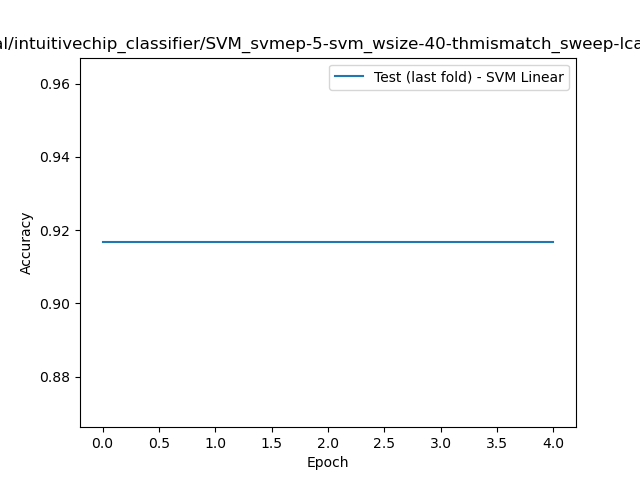 al/intuitivechip_classifier/SVM_svmep-5-svm_wsize-40-thmismatch_sweep-lca
Test (last fold) - SVM Linear
0.96
0.94
0.92
0.90
0.88
Accuracy
0.0 0.5 1.0 1.5 2.0 2.5 3.0 3.5 4.0
Epoch